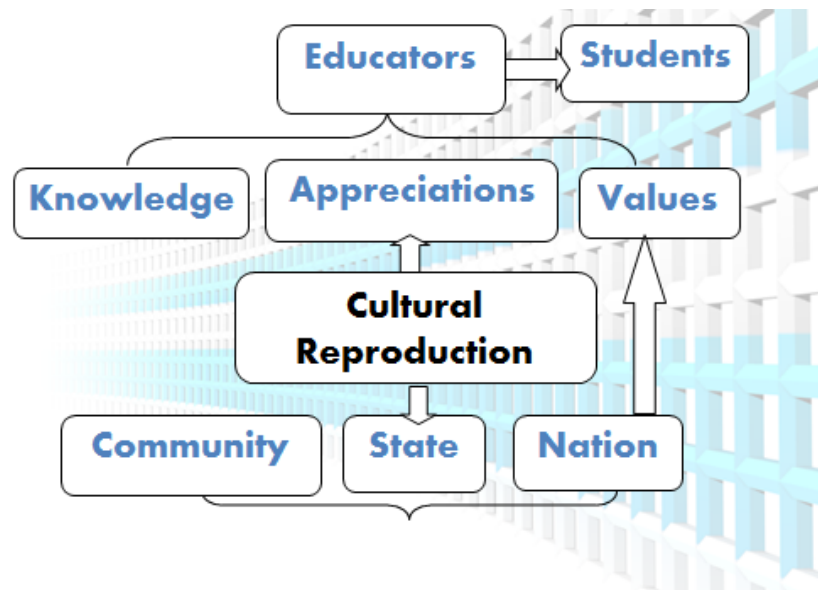 Educators
Students
Knowledge
Appreciations
Values
Cultural
Reproduction
Community
State
Nation